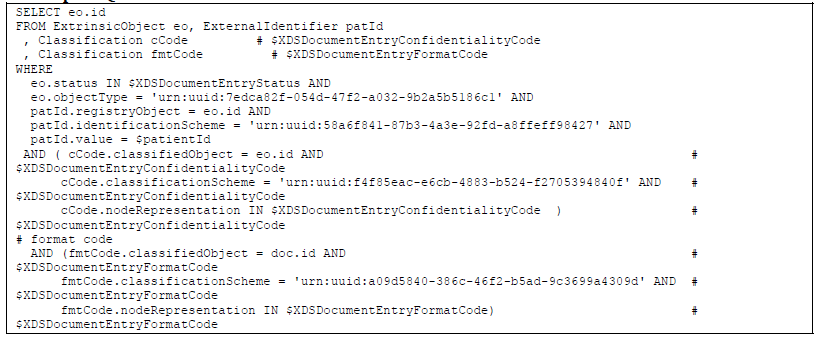 SELECT eo.id
FROM ExtrinsicObject eo, ExternalIdentifier patId
 , Classification cCode         # $XDSDocumentEntryConfidentialityCode
 , Classification fmtCode         # $XDSDocumentEntryFormatCode
WHERE
  eo.status IN $XDSDocumentEntryStatus AND
  eo.objectType = 'urn:uuid:7edca82f-054d-47f2-a032-9b2a5b5186c1' AND
  patId.registryObject = eo.id AND
  patId.identificationScheme = 'urn:uuid:58a6f841-87b3-4a3e-92fd-a8ffeff98427' AND
  patId.value = $patientId
 AND ( cCode.classifiedObject = eo.id AND                                            #
$XDSDocumentEntryConfidentialityCode
      cCode.classificationScheme = 'urn:uuid:f4f85eac-e6cb-4883-b524-f2705394840f' AND    #
$XDSDocumentEntryConfidentialityCode
      cCode.nodeRepresentation IN $XDSDocumentEntryConfidentialityCode  )                #
$XDSDocumentEntryConfidentialityCode
# format code
  AND (fmtCode.classifiedObject = doc.id AND                                          #
$XDSDocumentEntryFormatCode
      fmtCode.classificationScheme = 'urn:uuid:a09d5840-386c-46f2-b5ad-9c3699a4309d' AND  #
$XDSDocumentEntryFormatCode
      fmtCode.nodeRepresentation IN $XDSDocumentEntryFormatCode)                          #
$XDSDocumentEntryFormatCode